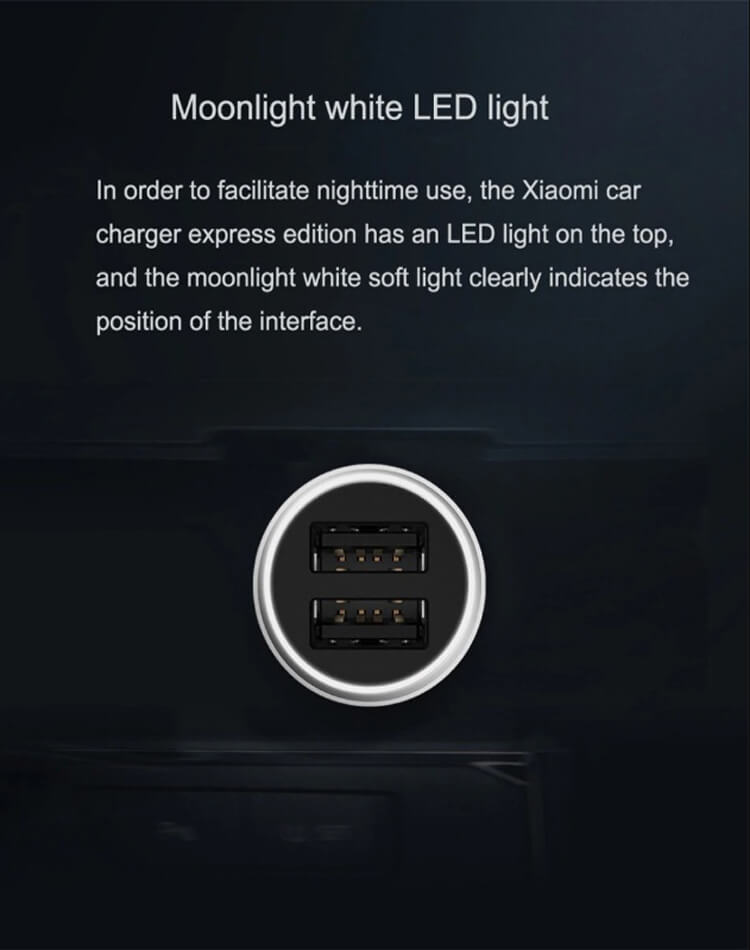 Moonlight white LED light
In order to facilitate nighttime use, the Xiaomi car
charger express edition has an LED light on the top,
and the moonlight white soft light clearly indicates the
position of the interface.